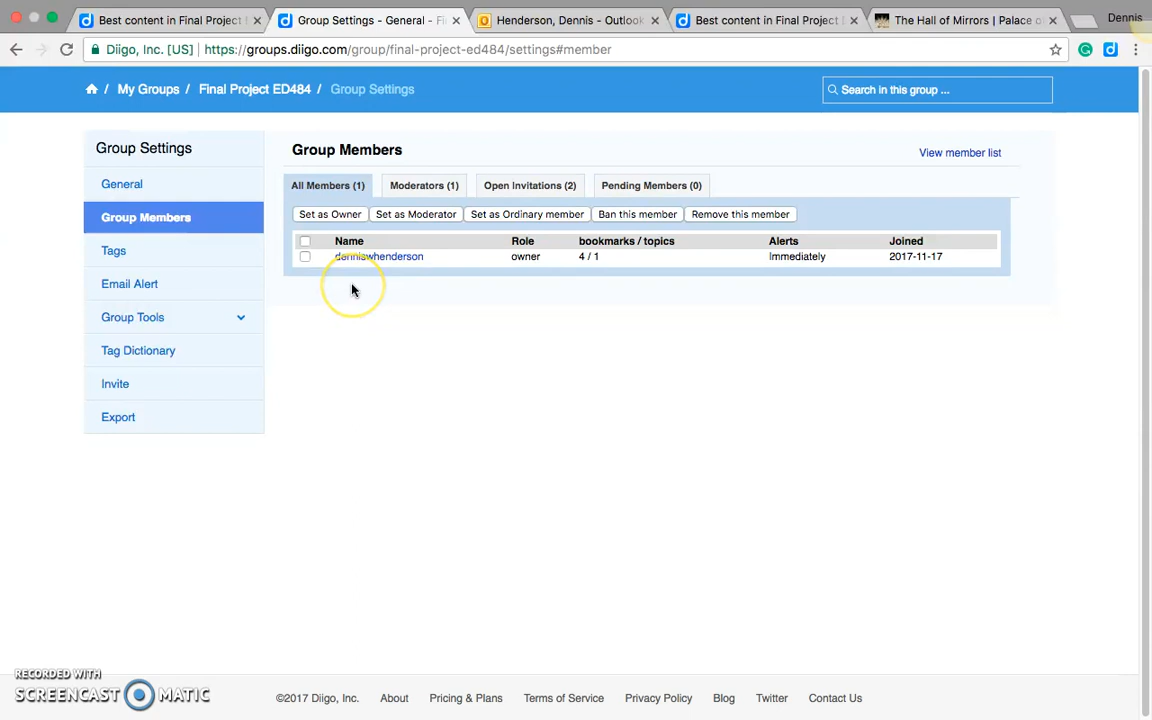 Best content in Final Project E
Group Settings - General - Fi
Henderson, Dennis - Outlook
Best content in Final Project E
The Hall of Mirrors | Palace of
Dennis
Diigo, Inc. [US] https://groups.diigo.com/group/final-project-ed484/settings#member
/ My Groups / Final Project ED484 / Group Settings
Search in this group ...
Group Settings
General
Group Members
Tags
Email Alert
Group Tools
Tag Dictionary
Invite
Export
Group Members
View member list
All Members (1) Moderators (1) Open Invitations (2) Pending Members (0)
Set as Owner Set as Moderator Set as Ordinary member Ban this member Remove this member
Name Role bookmarks / topics Alerts Joined
denniswhenderson owner 4 / 1 Immediately 2017-11-17
RECORDED WITH
SCREENCAST MATIC
©2017 Diigo, Inc. About Pricing & Plans Terms of Service Privacy Policy Blog Twitter Contact Us